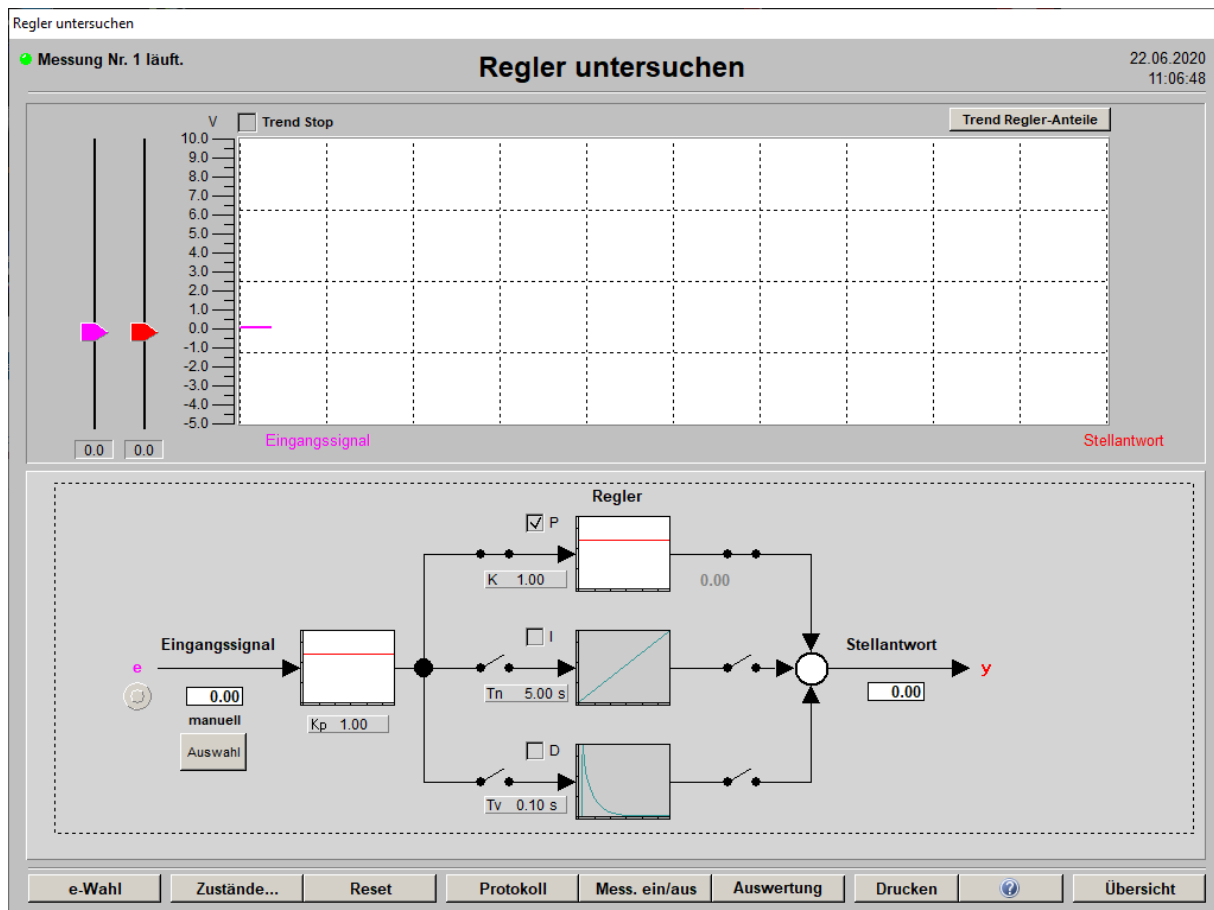 Regler untersuchen
Messung Nr. 1 läuft.
Regler untersuchen
22.06.2020
11:06:48
V
Trend Stop
Trend Regler-Anteile
10.0
9.0
8.0
7.0
6.0
5.0
4.0
3.0
2.0
1.0
0.0
-1.0
-2.0
-3.0
-4.0
-5.0
0.0
0.0
Eingangssignal
Stellantwort
Regler
P
K 1.00
0.00
Eingangssignal
I
Stellantwort
e
y
0.00
Tn 5.00 s
0.00
manuell
Kp 1.00
Auswahl
D
Tv 0.10 s
e-Wahl
Zustände...
Reset
Protokoll
Mess. ein/aus
Auswertung
Drucken
?
Übersicht